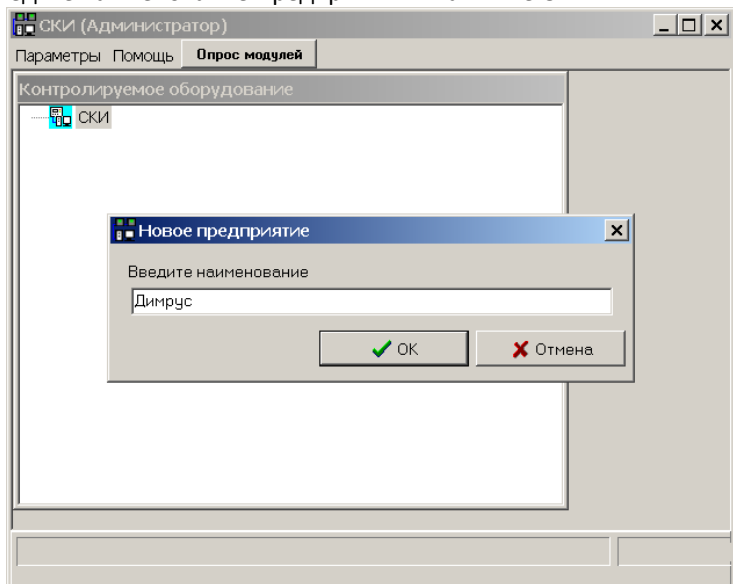 СКИ (Администратор)
Параметры Помощь Опрос модулей
Контролируемое оборудование
СКИ
Новое предприятие
Введите наименование
Димрус
OK Отмена